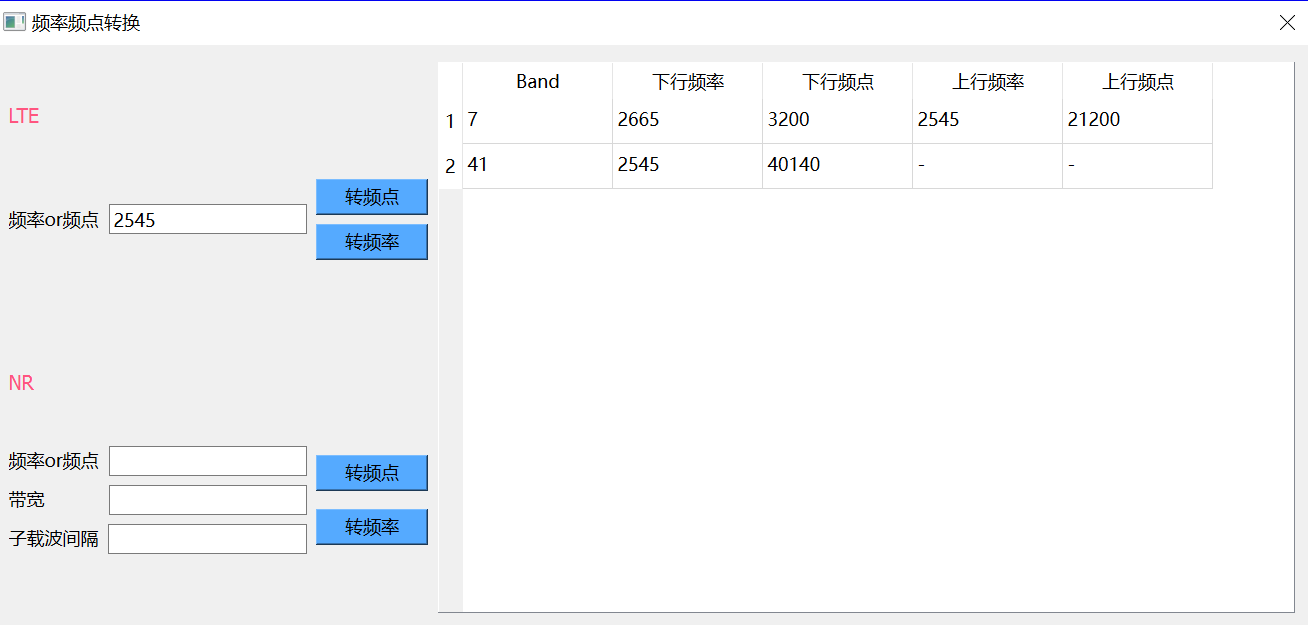 频率频点转换
LTE
频率or频点 2545
转频点
转频率
NR
频率or频点
带宽
子载波间隔
转频点
转频率
Band 下行频率 下行频点 上行频率 上行频点
1 7 2665 3200 2545 21200
2 41 2545 40140 - -